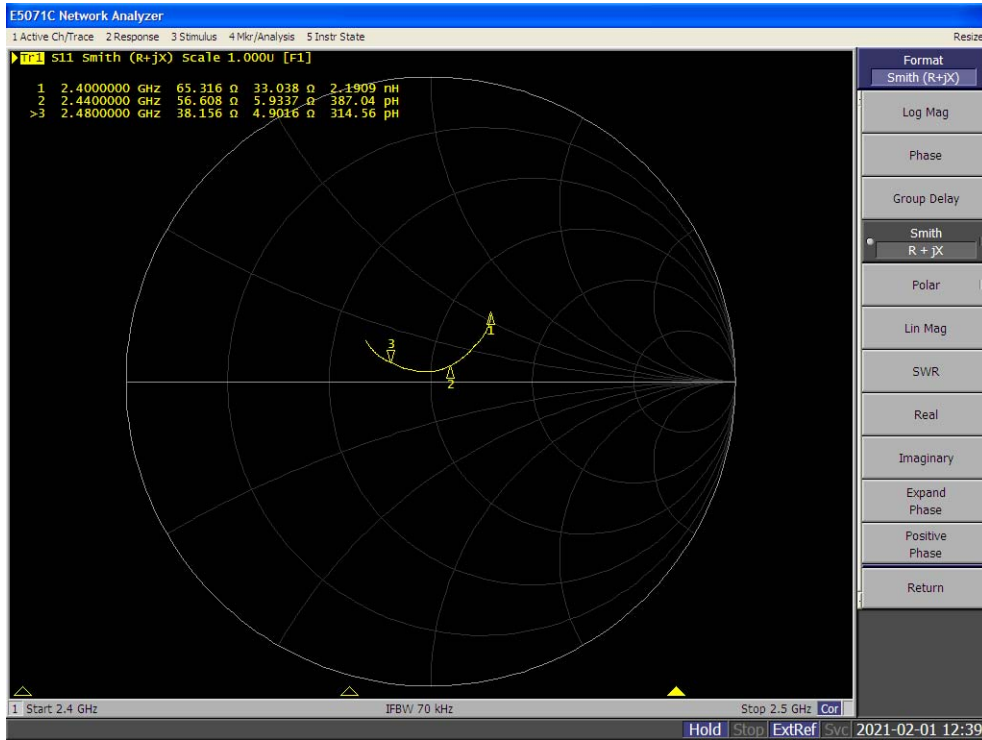 E5071C Network Analyzer
1 Active Ch/Trace 2 Response 3 Stimulus 4 Mkr/Analysis 5 Instr State Resize
Tr1 S11 Smith (R+jX) Scale 1.000U [F1]
1 2.4000000 GHz 65.316 Ω 33.038 Ω 2.1909 nH
2 2.4400000 GHz 56.608 Ω 5.9337 Ω 387.04 pH
>3 2.4800000 GHz 38.156 Ω 4.9016 Ω 314.56 pH
3
1
2
Format
Smith (R+jX)
Log Mag
Phase
Group Delay
Smith
R + jX
Polar
Lin Mag
SWR
Real
Imaginary
Expand
Phase
Positive
Phase
Return
1 Start 2.4 GHz IFBW 70 kHz Stop 2.5 GHz Cor
Hold Stop ExtRef Svc 2021-02-01 12:39